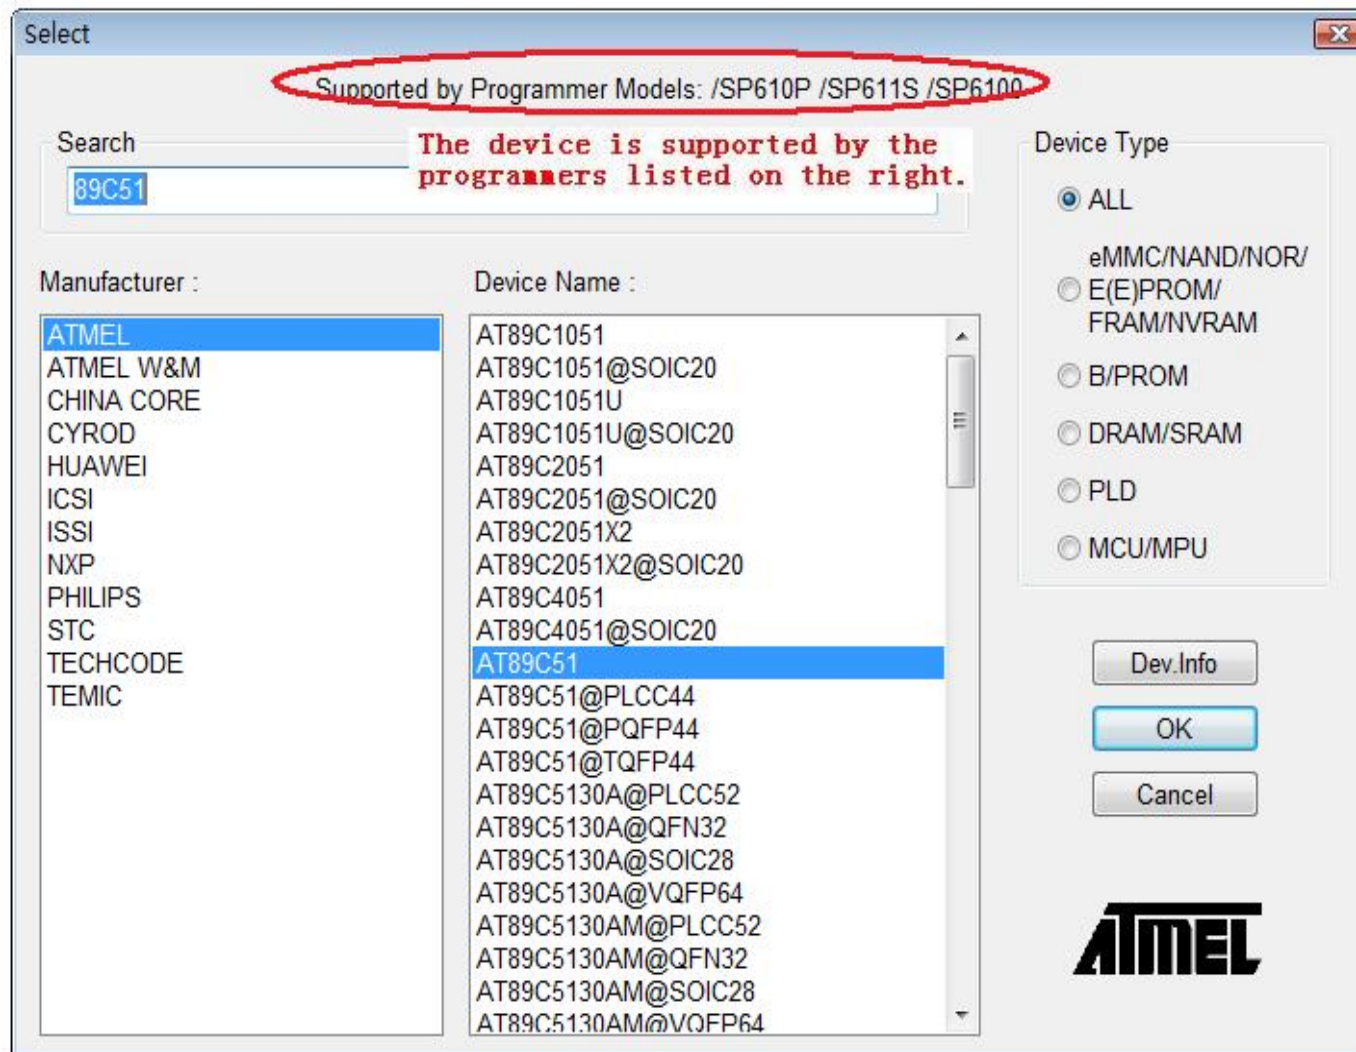 Select
Supported by Programmer Models: /SP610P /SP611S /SP6100
Search
The device is supported by the
programmers listed on the right.
89C51
Device Type
ALL
eMMC/NAND/NOR/
E(E)PROM/
FRAM/NVRAM
B/PROM
DRAM/SRAM
PLD
MCU/MPU
Manufacturer :
ATMEL
ATMEL W&M
CHINA CORE
CYROD
HUAWEI
ICSI
ISSI
NXP
PHILIPS
STC
TECHCODE
TEMIC
Device Name :
AT89C1051
AT89C1051@SOIC20
AT89C1051U
AT89C1051U@SOIC20
AT89C2051
AT89C2051@SOIC20
AT89C2051X2
AT89C2051X2@SOIC20
AT89C4051
AT89C4051@SOIC20
AT89C51
AT89C51@PLCC44
AT89C51@PQFP44
AT89C51@TQFP44
AT89C5130A@PLCC52
AT89C5130A@QFN32
AT89C5130A@SOIC28
AT89C5130A@VQFP64
AT89C5130AM@PLCC52
AT89C5130AM@QFN32
AT89C5130AM@SOIC28
AT89C5130AM@VQFP64
Dev.Info
OK
Cancel
ATMEL